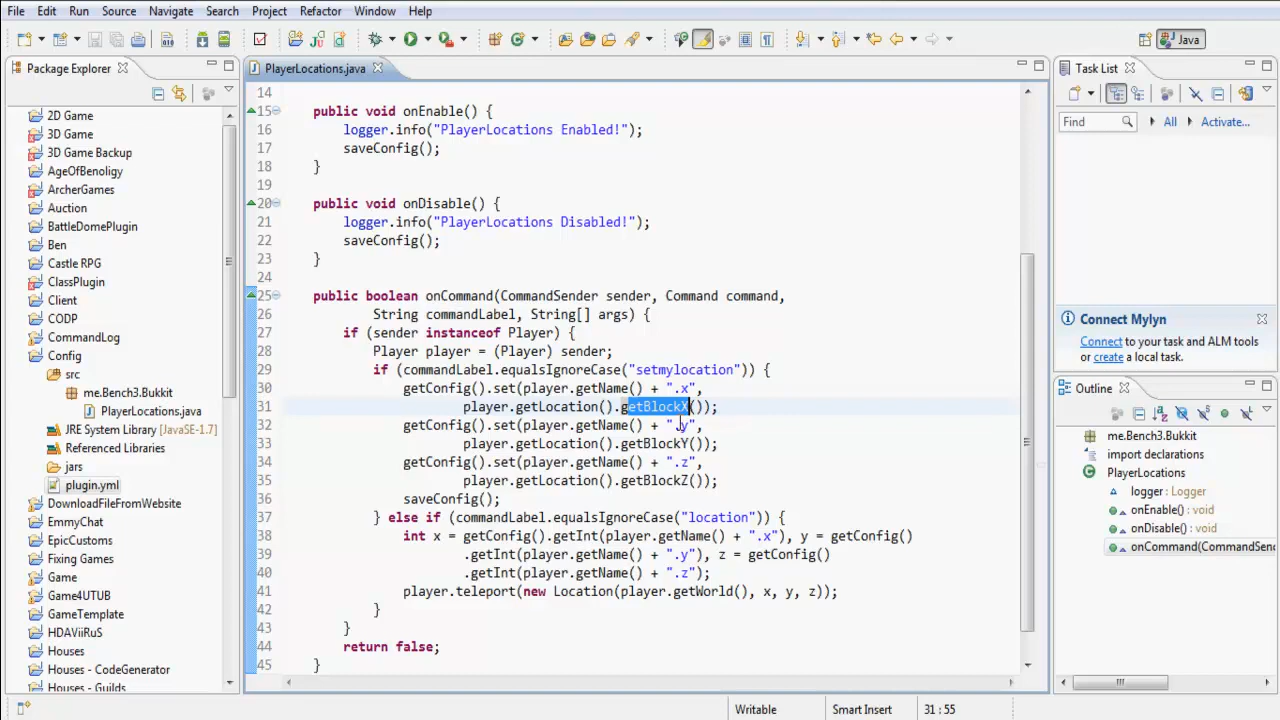 File Edit Run Source Navigate Search Project Refactor Window Help
Java
Package Explorer
2D Game
3D Game
3D Game Backup
AgeOfBenoligy
ArcherGames
Auction
BattleDomePlugin
Ben
Castle RPG
ClassPlugin
Client
CODP
CommandLog
Config
src
me.Bench3.Bukkit
PlayerLocations.java
JRE System Library [JavaSE-1.7]
Referenced Libraries
jars
plugin.yml
DownloadFileFromWebsite
EmmyChat
EpicCustoms
Fixing Games
Game
Game4UTUB
GameTemplate
HDAViiRuS
Houses
Houses - CodeGenerator
Houses - Guilds
PlayerLocations.java
14
15 public void onEnable() {
16 logger.info("PlayerLocations Enabled!");
17 saveConfig();
18 }
19
20 public void onDisable() {
21 logger.info("PlayerLocations Disabled!");
22 saveConfig();
23 }
24
25 public boolean onCommand(CommandSender sender, Command command,
26 String commandLabel, String[] args) {
27 if (sender instanceof Player) {
28 Player player = (Player) sender;
29 if (commandLabel.equalsIgnoreCase("setmylocation")) {
30 getConfig().set(player.getName() + ".x",
31 player.getLocation().getBlockX());
32 getConfig().set(player.getName() + ".y",
33 player.getLocation().getBlockY());
34 getConfig().set(player.getName() + ".z",
35 player.getLocation().getBlockZ());
36 saveConfig();
37 } else if (commandLabel.equalsIgnoreCase("location")) {
38 int x = getConfig().getInt(player.getName() + ".x"), y = getConfig()
39 .getInt(player.getName() + ".y"), z = getConfig()
40 .getInt(player.getName() + ".z");
41 player.teleport(new Location(player.getWorld(), x, y, z));
42 }
43 }
44 return false;
45 }
Task List
Find All Activate...
Connect Mylyn
Connect to your task and ALM tools
or create a local task.
Outline
me.Bench3.Bukkit
import declarations
PlayerLocations
logger : Logger
onEnable() : void
onDisable() : void
onCommand(CommandSend
Writable Smart Insert 31 : 55